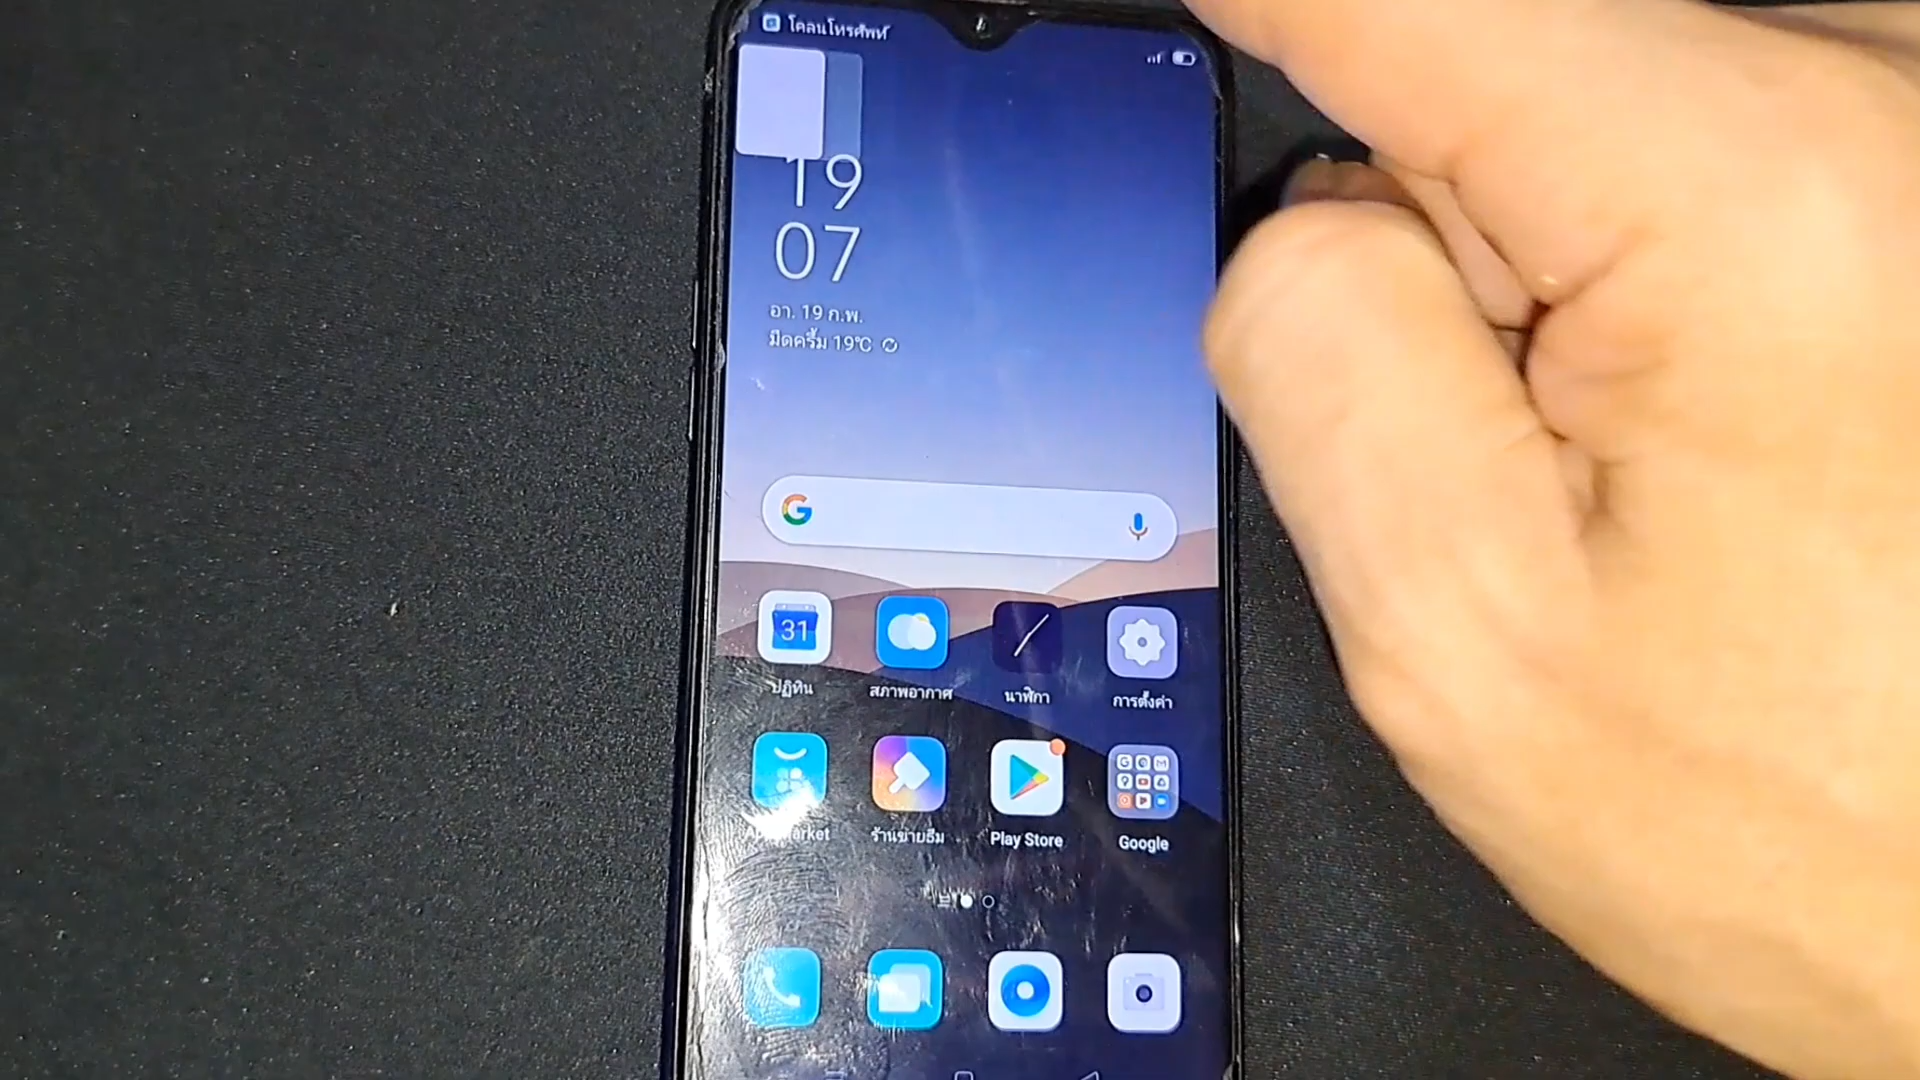 โคลนโทรศัพท์
19
07
อา. 19 ก.พ.
มืดครึ้ม 19°C
G
31
ปฏิทิน
สภาพอากาศ
นาฬิกา
การตั้งค่า
App Market
ร้านขายธีม
Play Store
Google